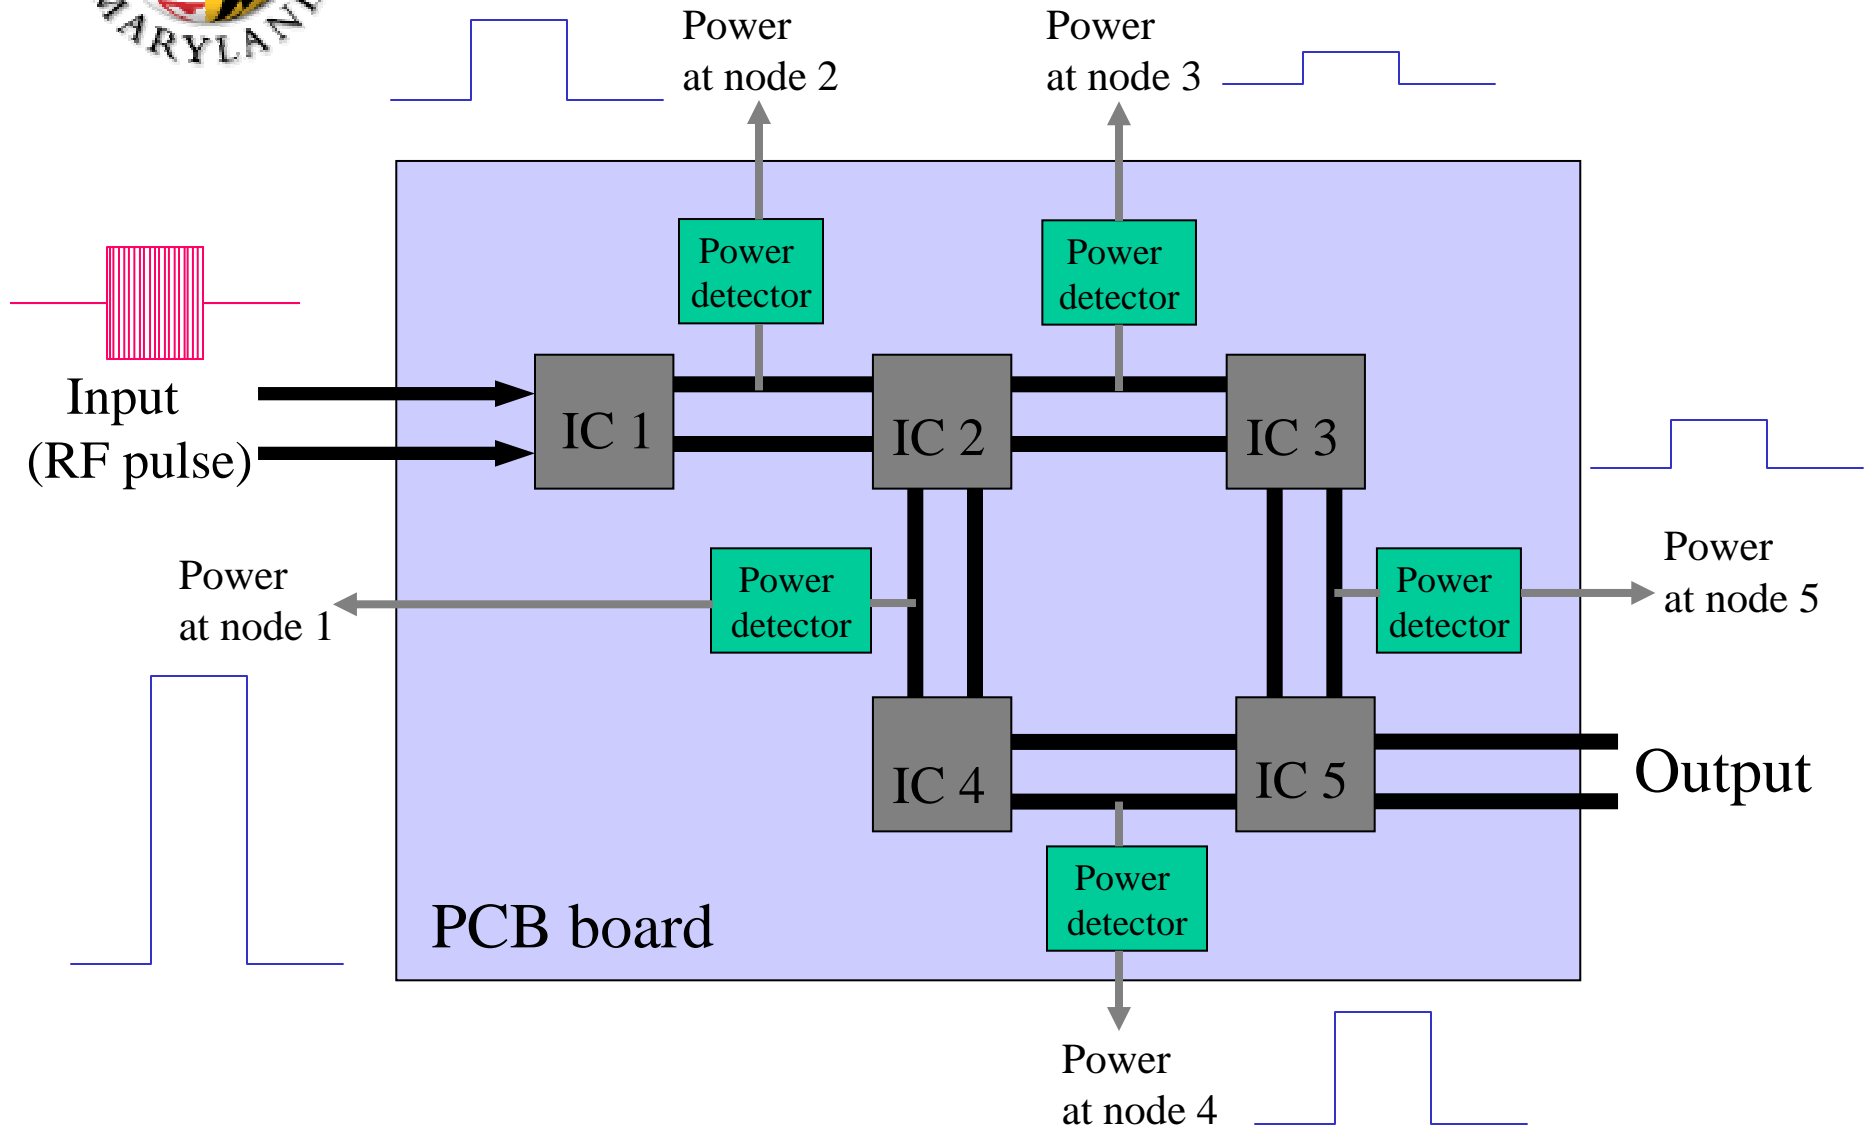 MARYLAND
Power
at node 2
Power
at node 3
Power
detector
Power
detector
Input
(RF pulse)
IC 1
IC 2
IC 3
Power
at node 1
Power
detector
Power
detector
Power
at node 5
IC 4
IC 5
Output
Power
detector
PCB board
Power
at node 4